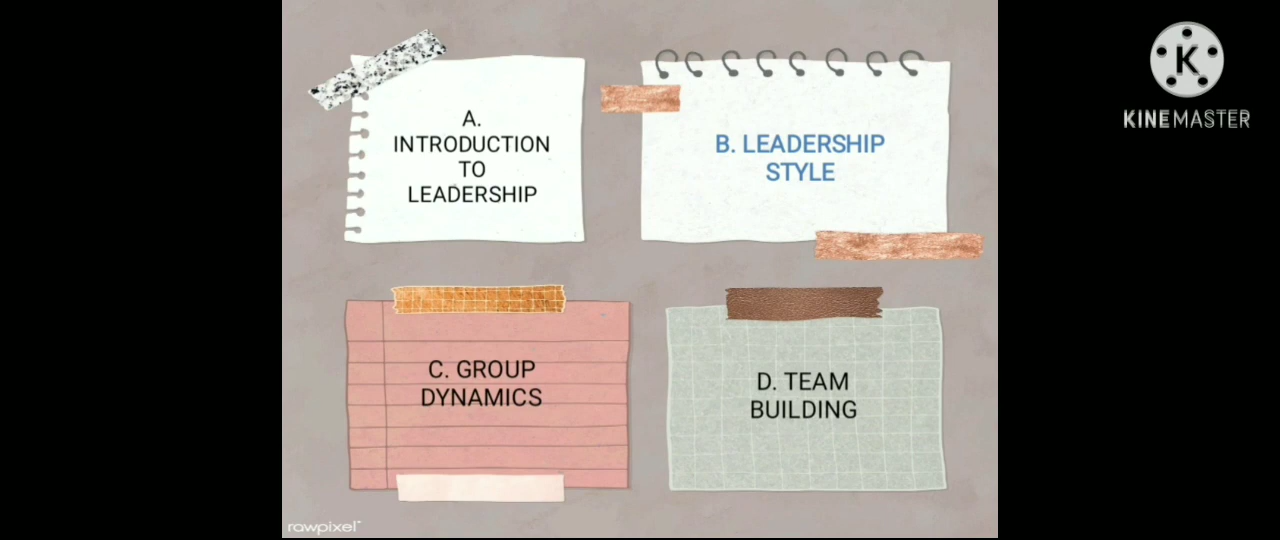 A.
INTRODUCTION
TO
LEADERSHIP
B. LEADERSHIP
STYLE
C. GROUP
DYNAMICS
D. TEAM
BUILDING
rawpixel
K
KINEMASTER